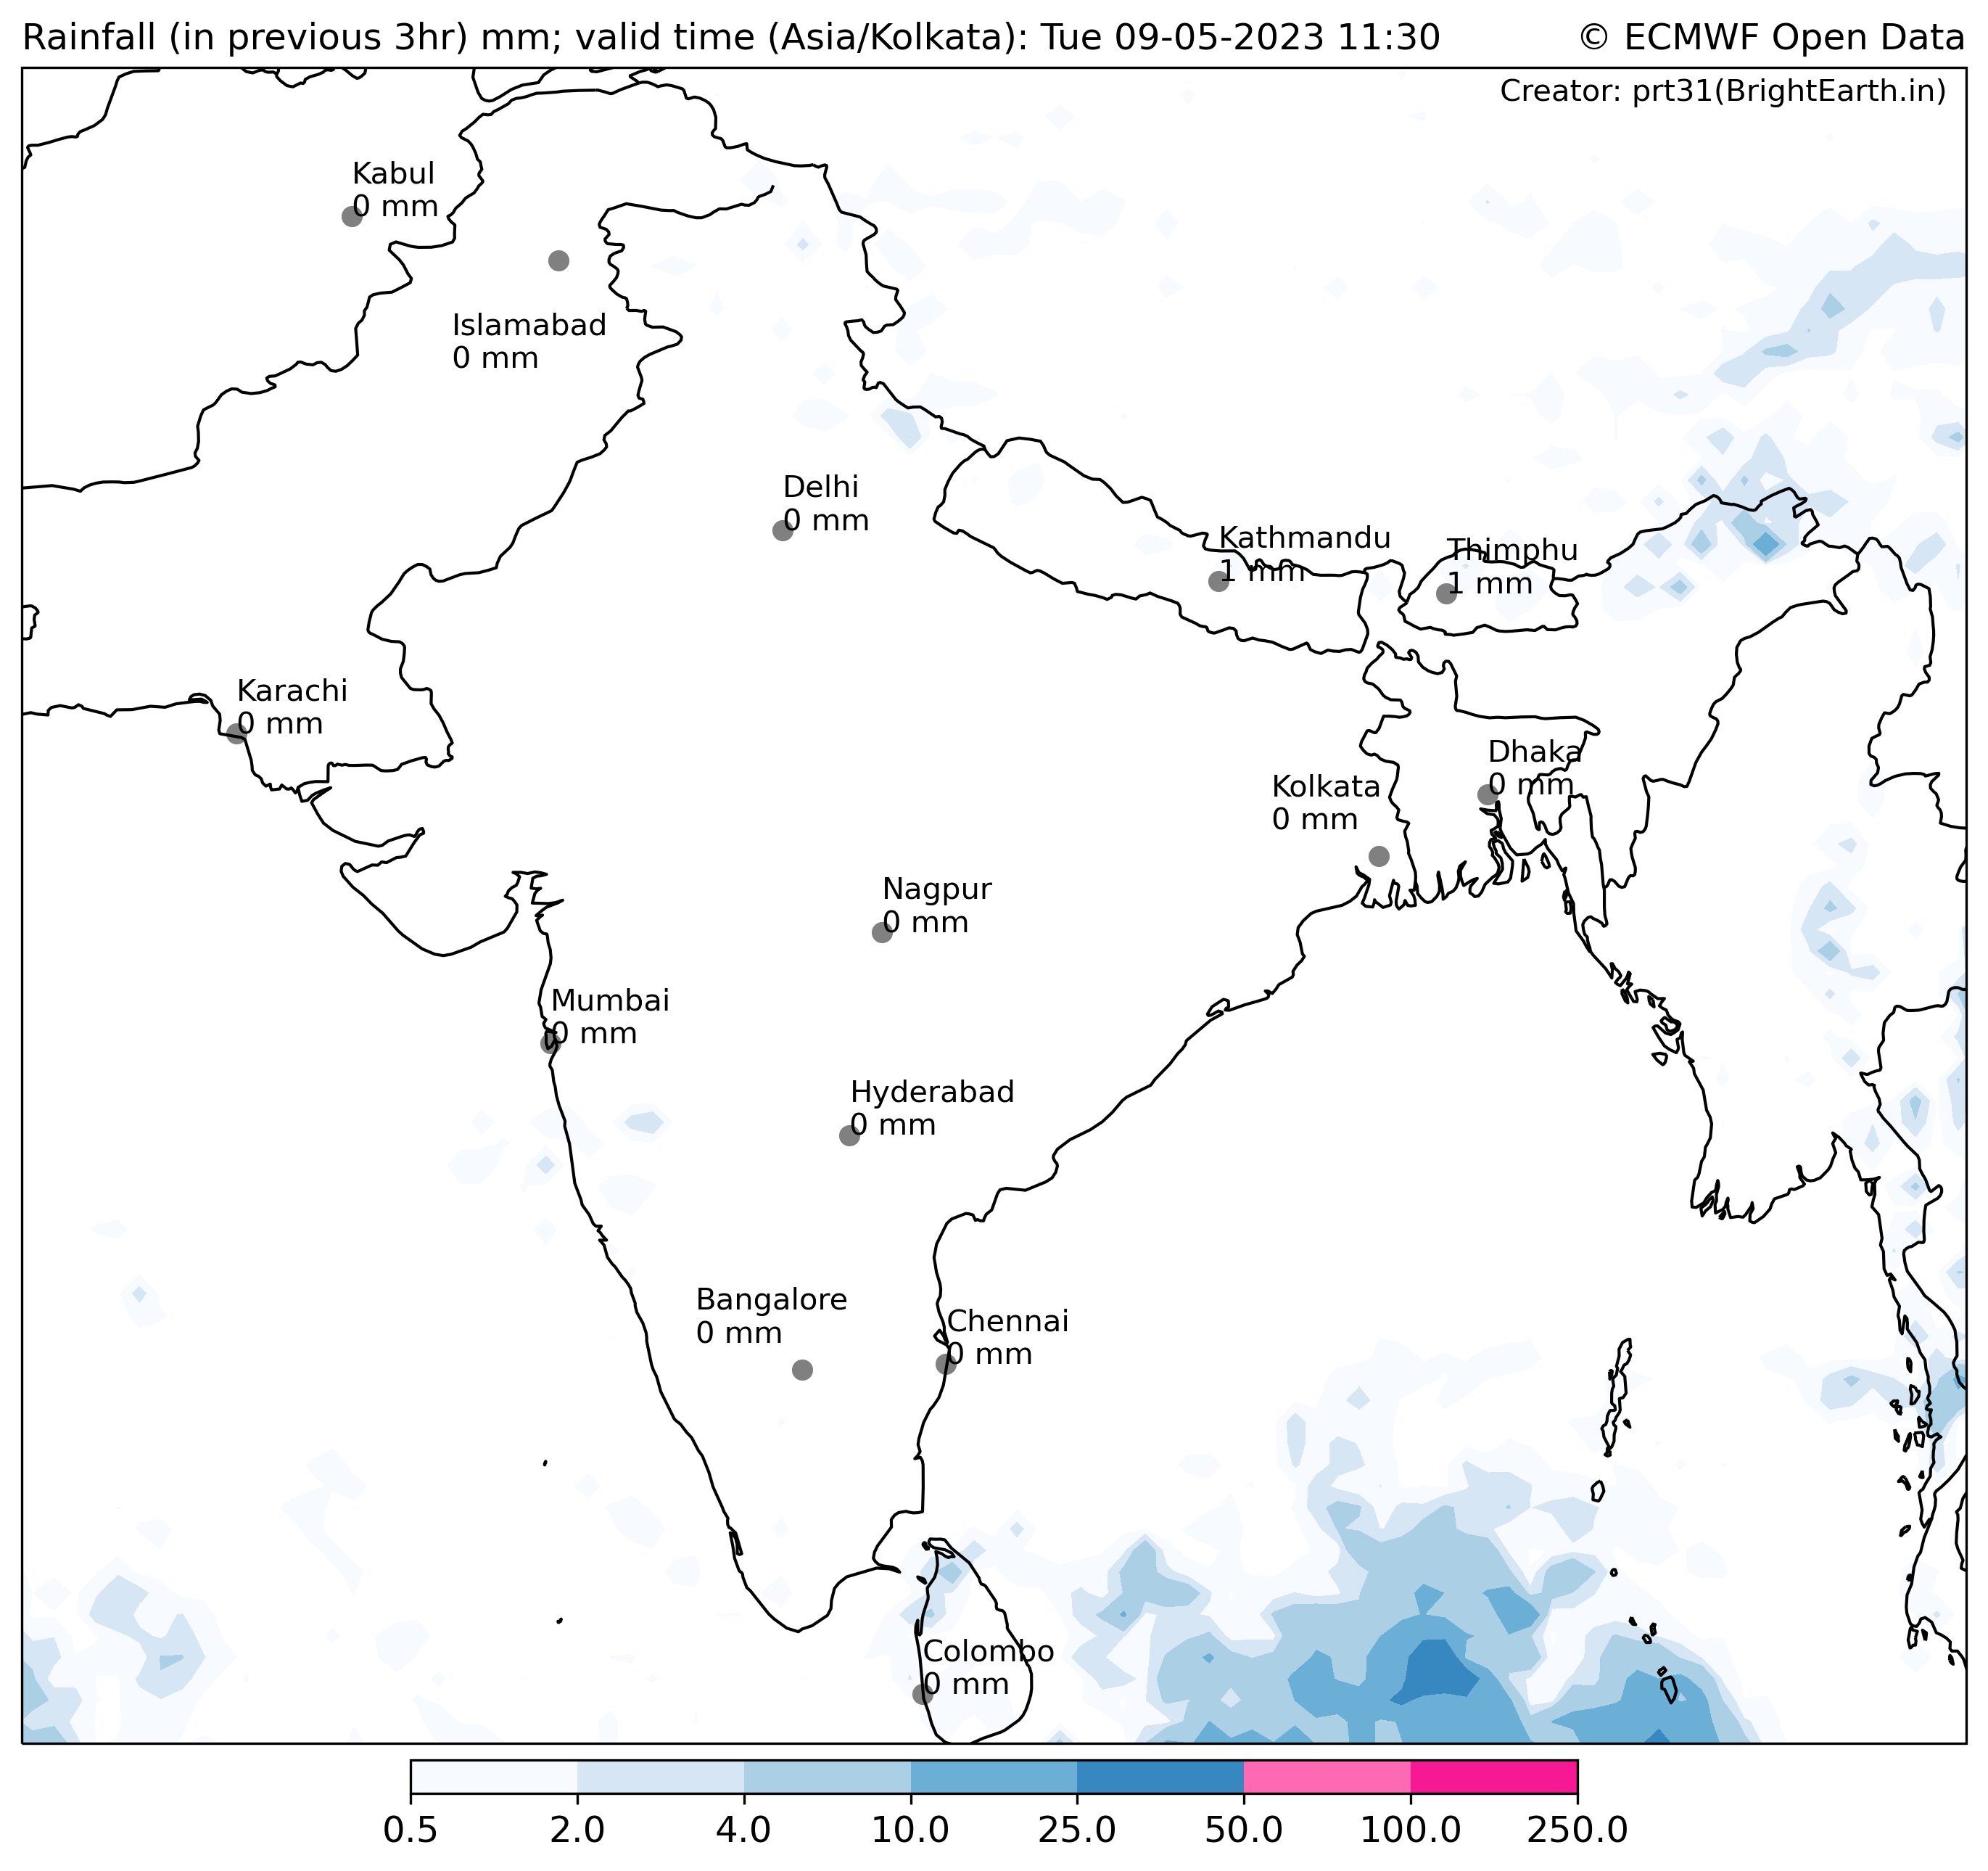 Rainfall (in previous 3hr) mm; valid time (Asia/Kolkata): Tue 09-05-2023 11:30
© ECMWF Open Data
Creator: prt31(BrightEarth.in)
Kabul
0 mm
Islamabad
0 mm
Delhi
0 mm
Kathmandu
1 mm
Thimphu
1 mm
Karachi
0 mm
Dhaka
0 mm
Kolkata
0 mm
Nagpur
0 mm
Mumbai
0 mm
Hyderabad
0 mm
Bangalore
0 mm
Chennai
0 mm
Colombo
0 mm
0.5 2.0 4.0 10.0 25.0 50.0 100.0 250.0